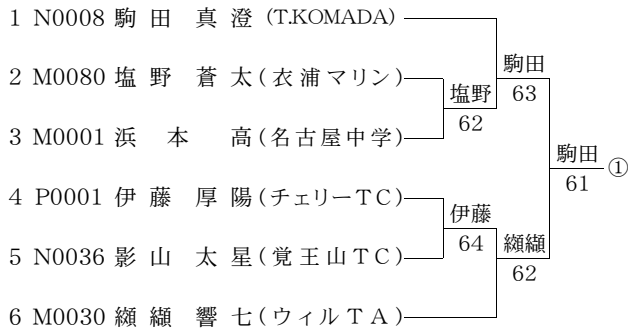 1 N0008 駒田 真澄 (T.KOMADA)
駒田
2 M0080 塩野 蒼太(衣浦マリン)
63
塩野
62
3 M0001 浜本 高(名古屋中学)
駒田
①
61
4 P0001 伊藤 厚陽(チェリーTC)
伊藤
64
纐纈
5 N0036 影山 太星(覚王山TC)
62
6 M0030 纐纈 響七(ウィルTA)